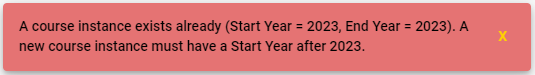 A course instance exists already (Start Year = 2023, End Year = 2023). A
new course instance must have a Start Year after 2023.
X